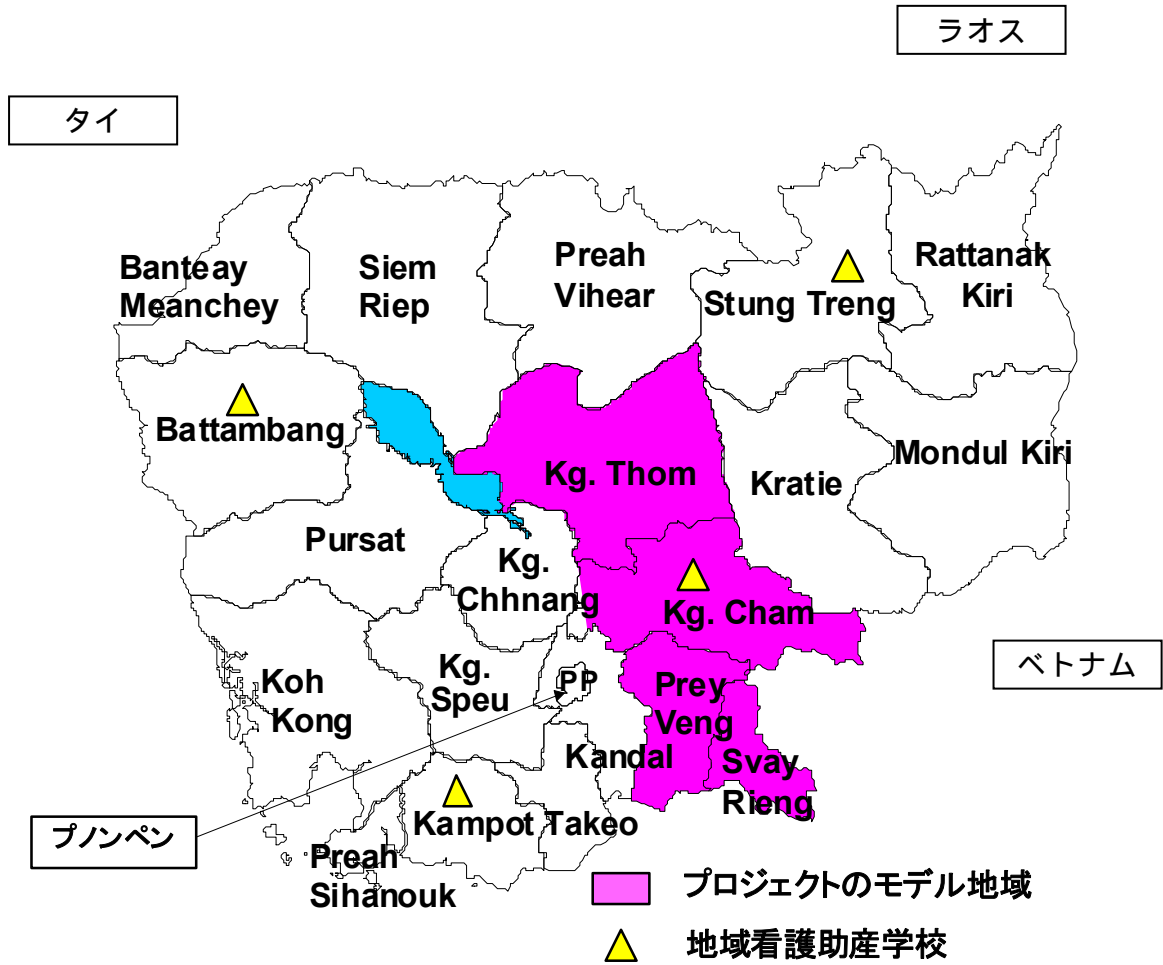 ラオス
タイ
Banteay
Meanchey
Siem
Riep
Preah
Vihear
Stung Treng
Rattanak
Kiri
Battambang
Kg. Thom
Kratie
Mondul Kiri
Pursat
Kg.
Chhnang
Kg. Cham
ベトナム
Koh
Kong
Kg.
Speu
PP
Prey
Veng
Kandal
Svay
Rieng
プノンペン
Kampot
Takeo
Preah
Sihanouk
プロジェクトのモデル地域
地域看護助産学校